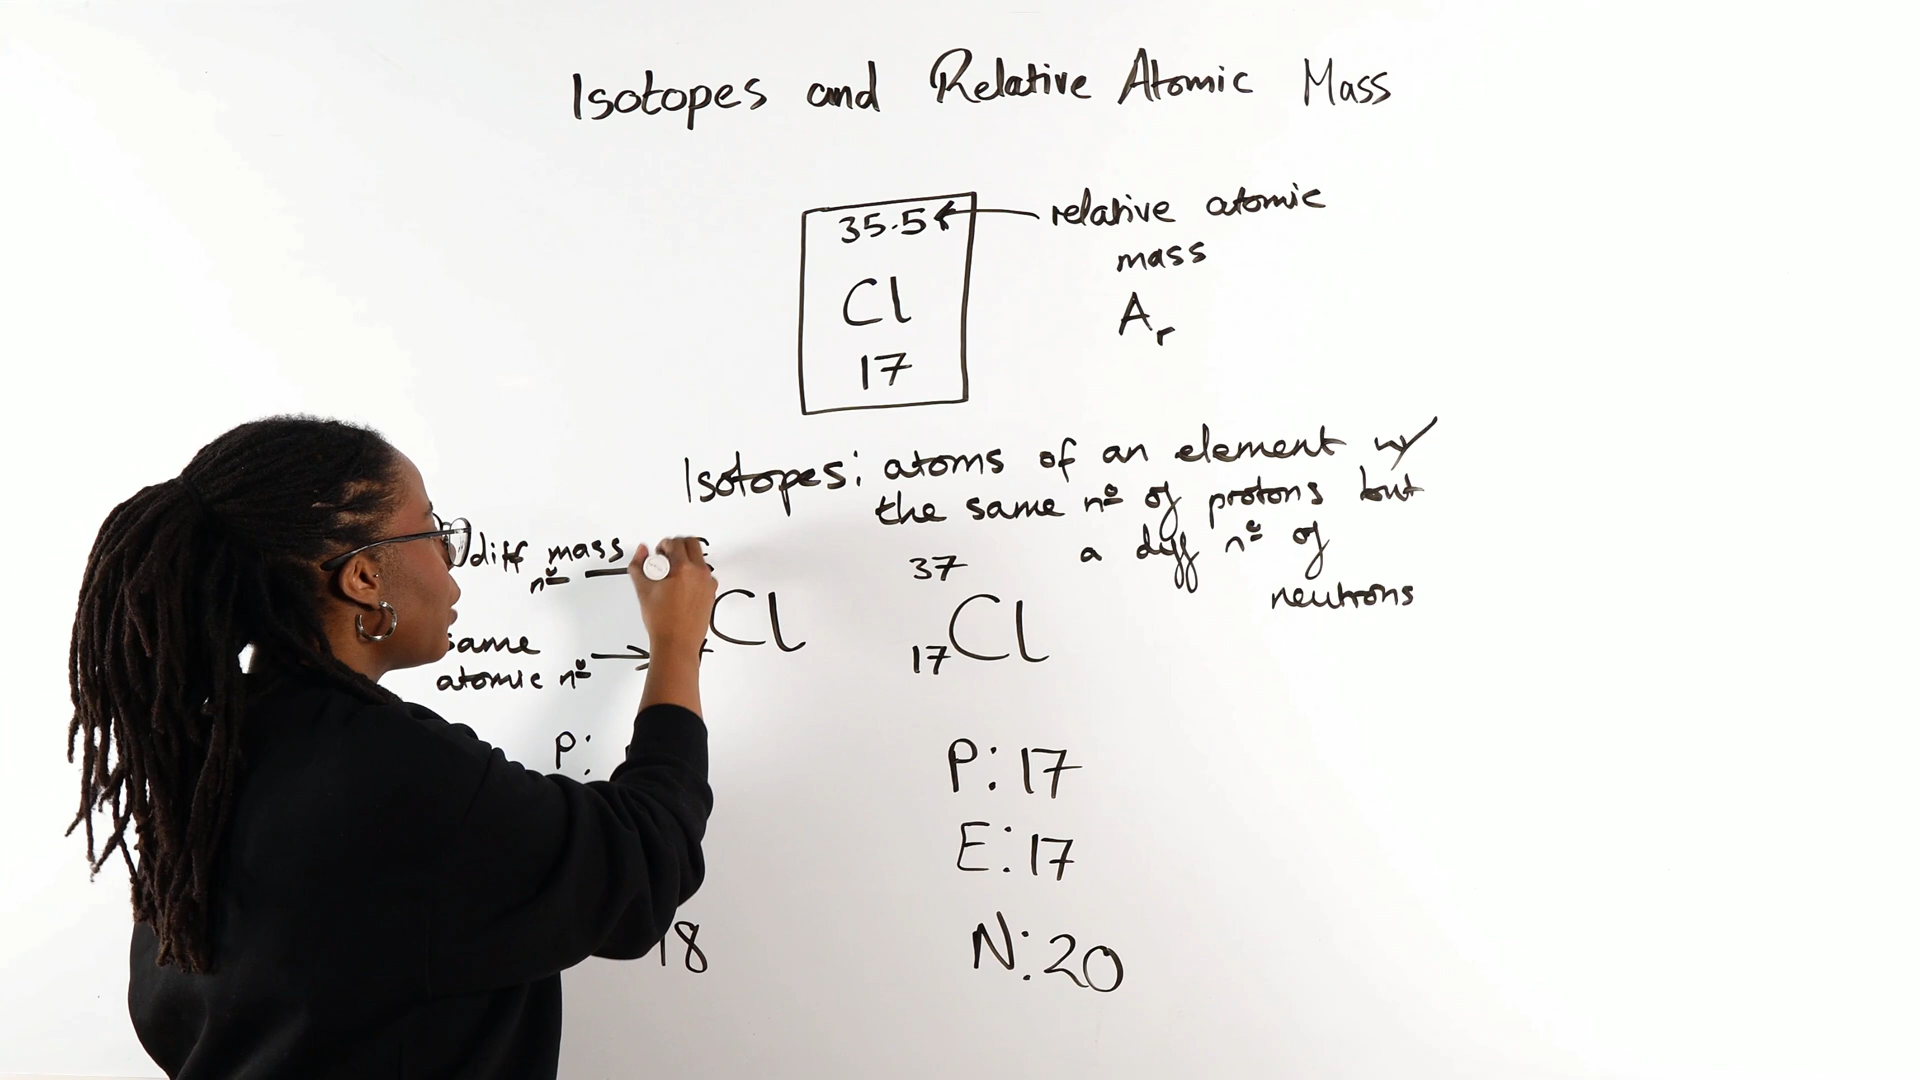 Isotopes and Relative Atomic Mass
35.5
Cl
17
relative atomic
mass
Ar
Isotopes: atoms of an element w/
the same nº of protons but
a diff nº of
neutrons
diff mass
nº
same
atomic nº
Cl
37
17Cl
P:
18
P:17
E:17
N:20